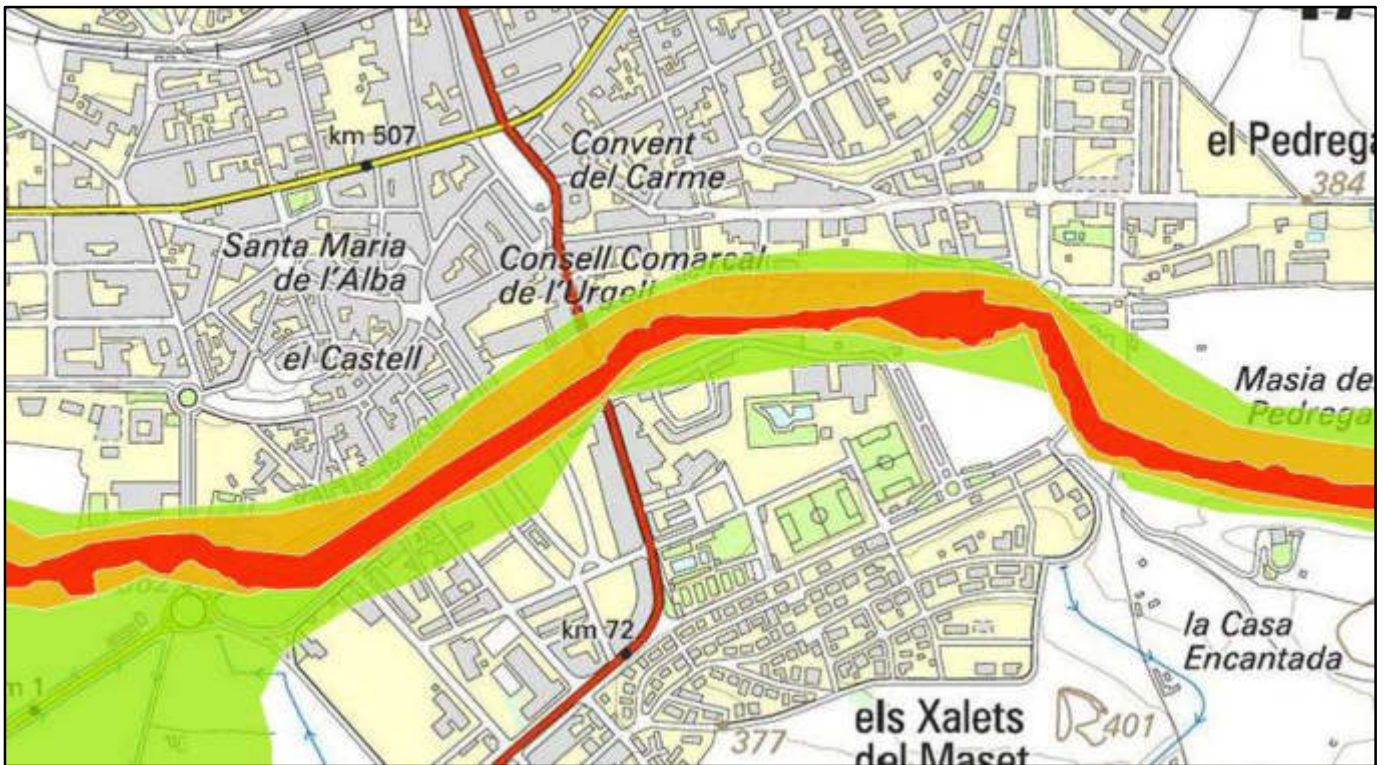 km 507
Convent
del Carme
el Pedrega
384
Santa Maria
de l'Alba
Consell Comarcal
de l'Urgell
el Castell
Masia de
Pedrega
km 72
la Casa
Encantada
m 1
els Xalets
del Maset
377
401